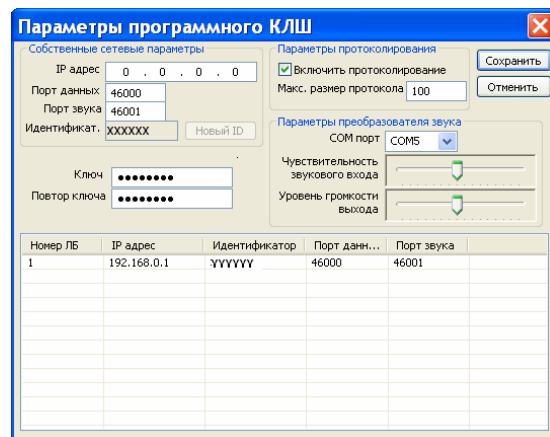 Параметры программного КЛШ
Собственные сетевые параметры
IP адрес 0 . 0 . 0 . 0
Порт данных 46000
Порт звука 46001
Идентификат. XXXXXX Новый ID
Ключ ●●●●●●●●
Повтор ключа ●●●●●●●●
Параметры протоколирования
Включить протоколирование
Макс. размер протокола 100
Сохранить
Отменить
Параметры преобразователя звука
COM порт COM5
Чувствительность звукового входа
Уровень громкости выхода
Номер ЛБ IP адрес Идентификатор Порт данн... Порт звука
1 192.168.0.1 YYYYYY 46000 46001